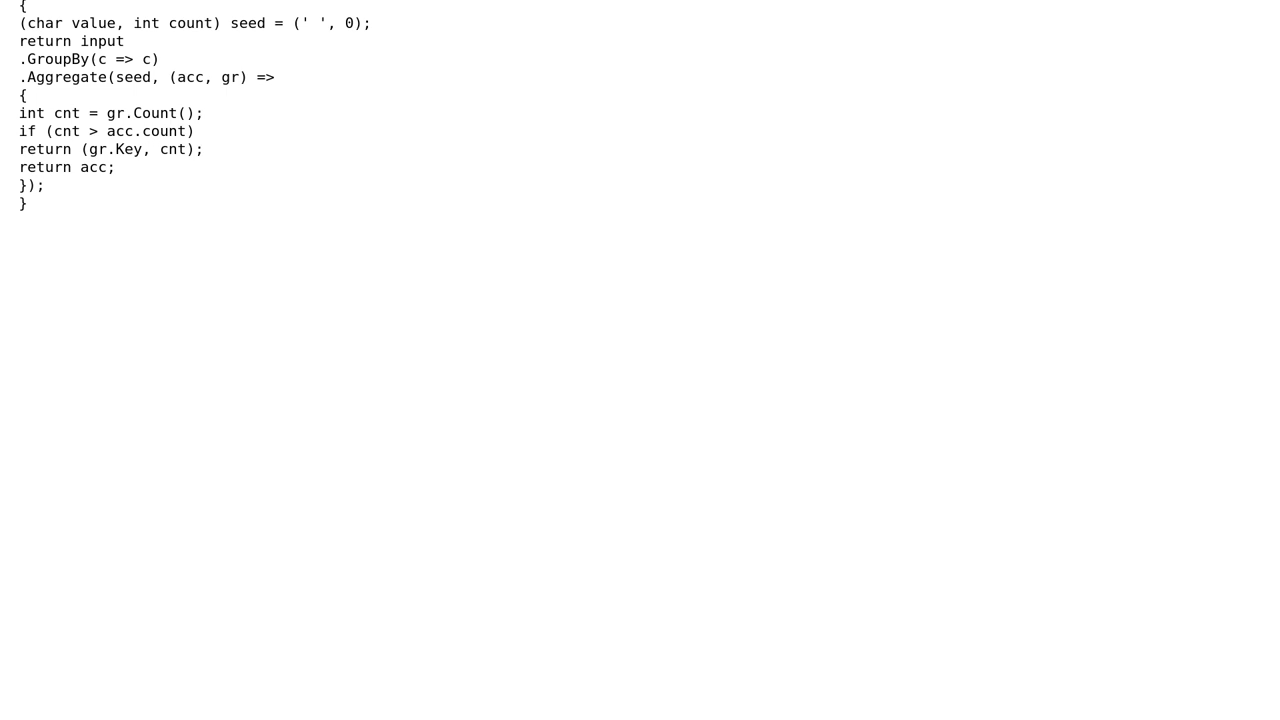 {
(char value, int count) seed = (' ', 0);
return input
.GroupBy(c => c)
.Aggregate(seed, (acc, gr) =>
{
int cnt = gr.Count();
if (cnt > acc.count)
return (gr.Key, cnt);
return acc;
});
}